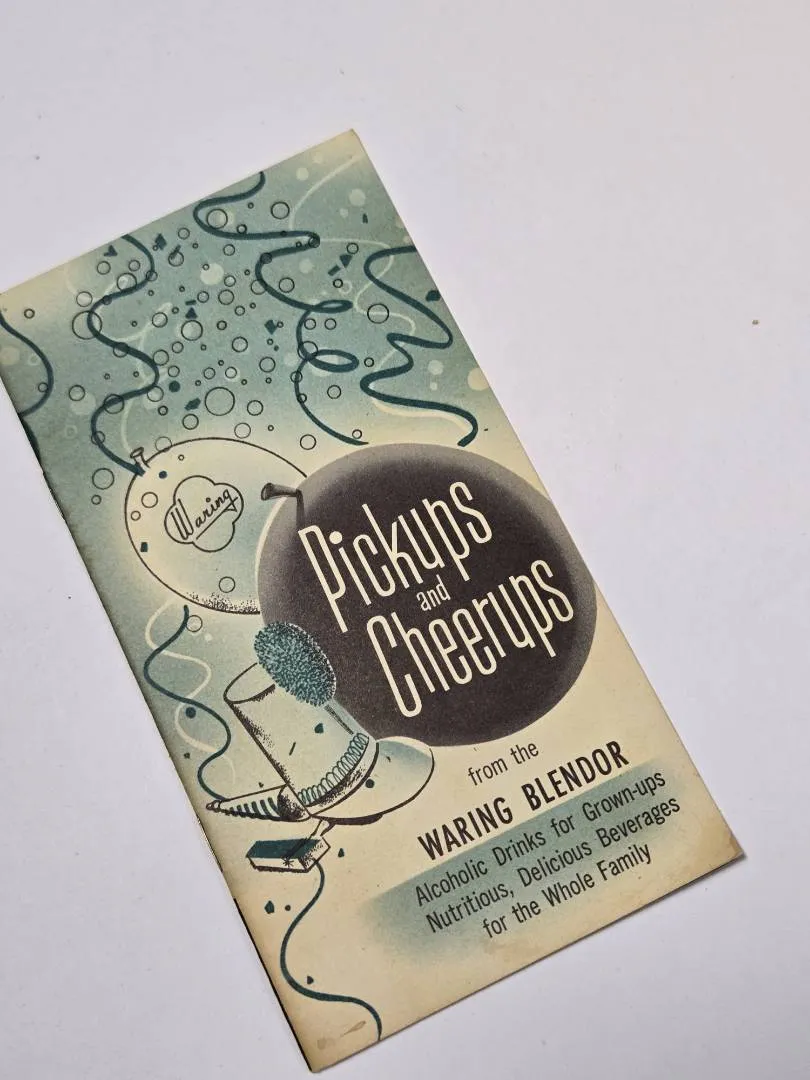 Waring
Pickups
and
Cheerups
from the
WARING BLENDOR
Alcoholic Drinks for Grown-ups
Nutritious, Delicious Beverages
for the Whole Family